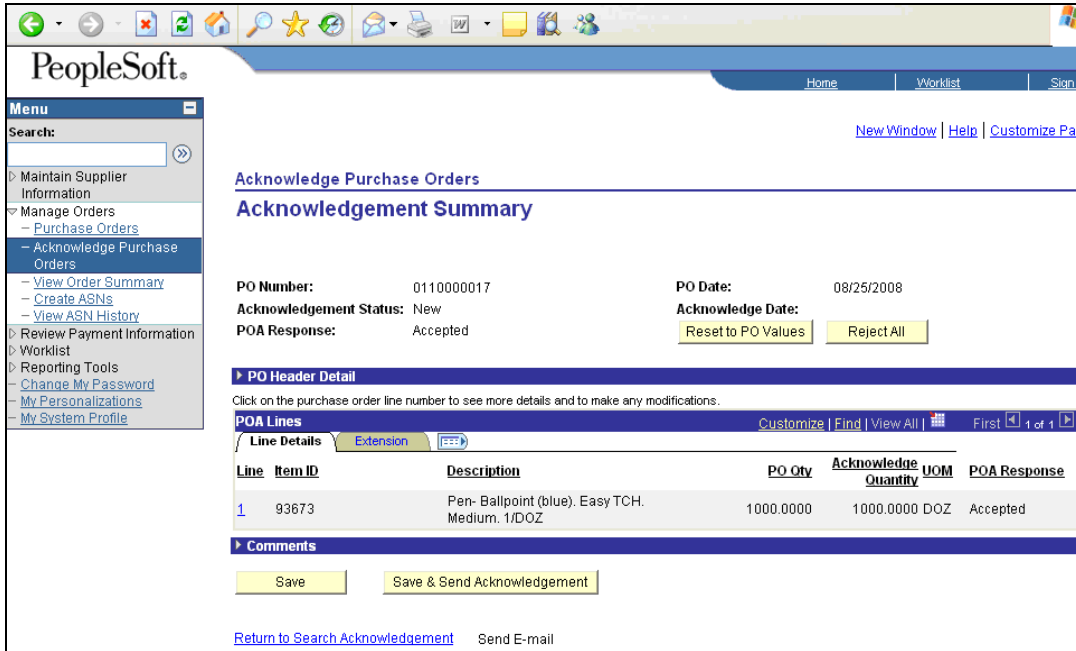 PeopleSoft.
Home Worklist Sign
Menu
Search:
New Window | Help | Customize Pa
Maintain Supplier
Information
Manage Orders
Purchase Orders
Acknowledge Purchase
Orders
View Order Summary
Create ASNs
View ASN History
Review Payment Information
Worklist
Reporting Tools
Change My Password
My Personalizations
My System Profile
Acknowledge Purchase Orders
Acknowledgement Summary
PO Number: 0110000017 PO Date: 08/25/2008
Acknowledgement Status: New Acknowledge Date:
POA Response: Accepted Reset to PO Values Reject All
PO Header Detail
Click on the purchase order line number to see more details and to make any modifications.
POA Lines Customize | Find | View All | First 1 of 1
Line Details Extension
Line Item ID Description PO Qty Acknowledge Quantity UOM POA Response
1 93673 Pen- Ballpoint (blue). Easy TCH. Medium. 1/DOZ 1000.0000 1000.0000 DOZ Accepted
Comments
Save Save & Send Acknowledgement
Return to Search Acknowledgement Send E-mail